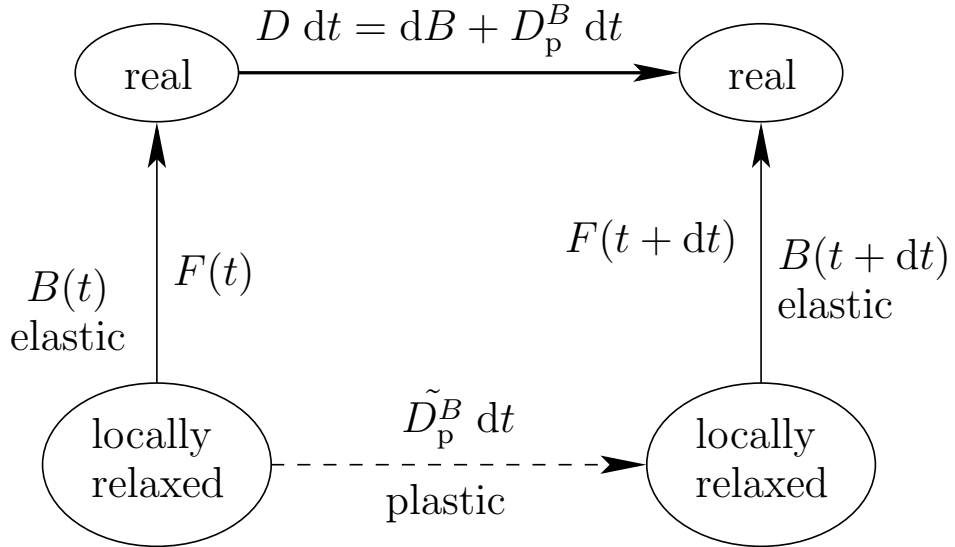 D dt = dB + D_p^B dt
real
real
F(t)
B(t)
elastic
F(t + dt)
B(t + dt)
elastic
locally
relaxed
D̃_p^B dt
plastic
locally
relaxed